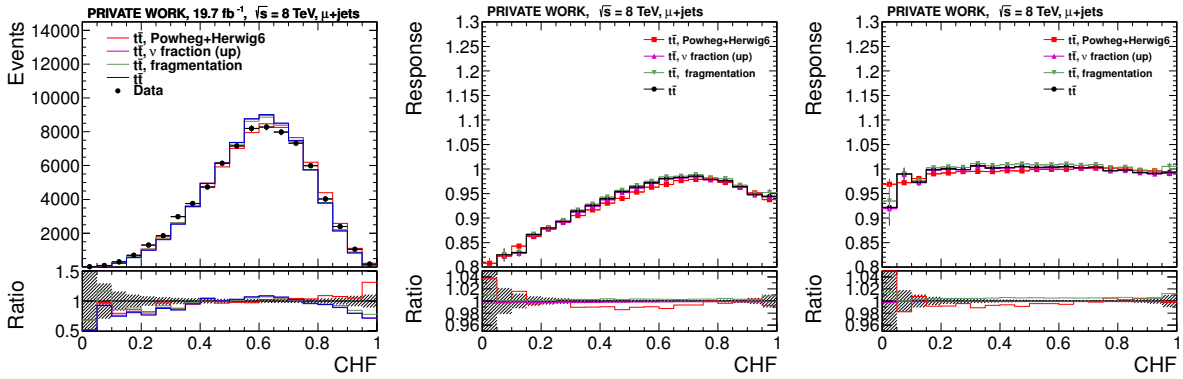 PRIVATE WORK, 19.7 fb⁻¹, √s = 8 TeV, μ+jets
Events
14000
12000
10000
8000
6000
4000
2000
tt̄, Powheg+Herwig6
tt̄, ν fraction (up)
tt̄, fragmentation
tt̄
Data
Ratio
1.5
1
0.5
0 0.2 0.4 0.6 0.8 1
CHF
PRIVATE WORK, √s = 8 TeV, μ+jets
Response
1.3
1.25
1.2
1.15
1.1
1.05
1
0.95
0.9
0.85
0.8
tt̄, Powheg+Herwig6
tt̄, ν fraction (up)
tt̄, fragmentation
tt̄
Ratio
1.04
1.02
1
0.98
0.96
0 0.2 0.4 0.6 0.8 1
CHF
PRIVATE WORK, √s = 8 TeV, μ+jets
Response
1.3
1.25
1.2
1.15
1.1
1.05
1
0.95
0.9
0.85
0.8
tt̄, Powheg+Herwig6
tt̄, ν fraction (up)
tt̄, fragmentation
tt̄
Ratio
1.04
1.02
1
0.98
0.96
0 0.2 0.4 0.6 0.8 1
CHF